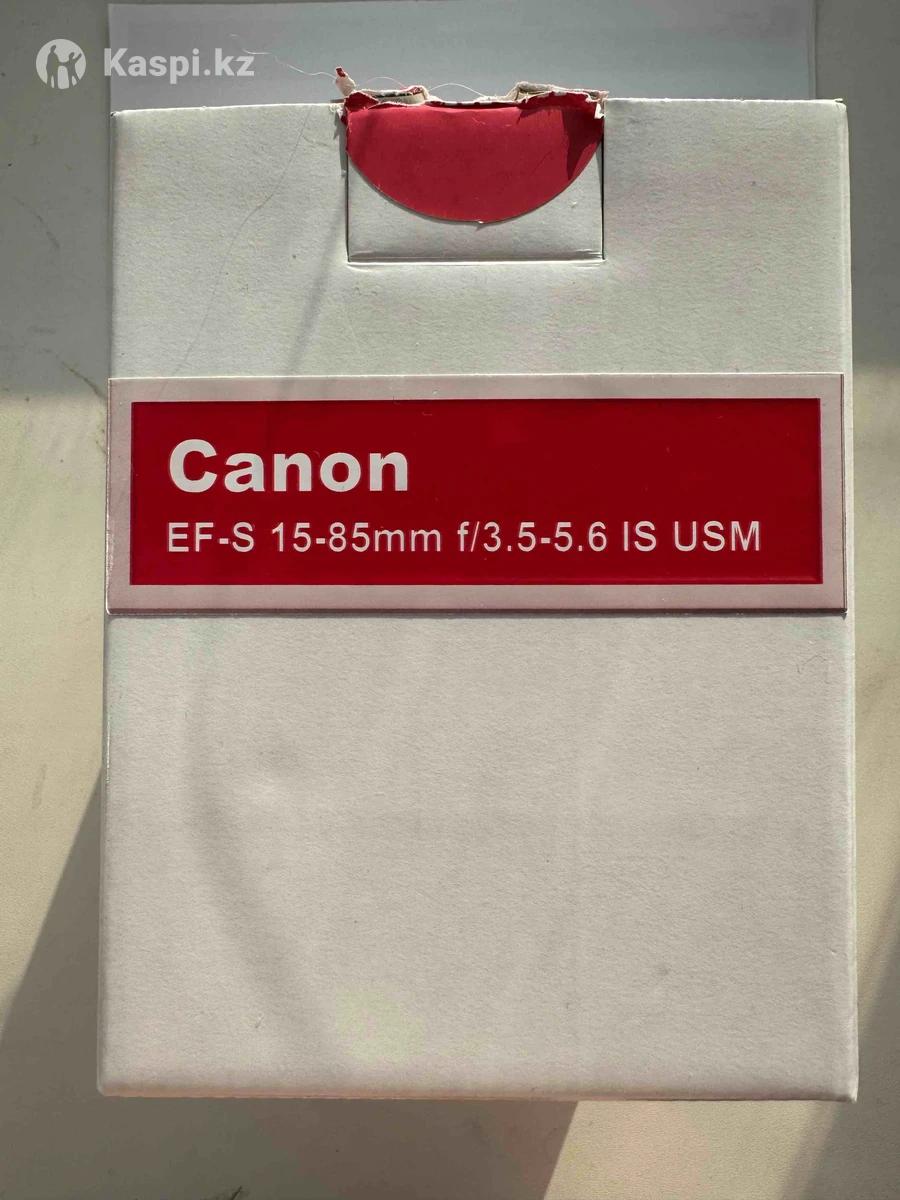 Kaspi.kz
Canon
EF-S 15-85mm f/3.5-5.6 IS USM